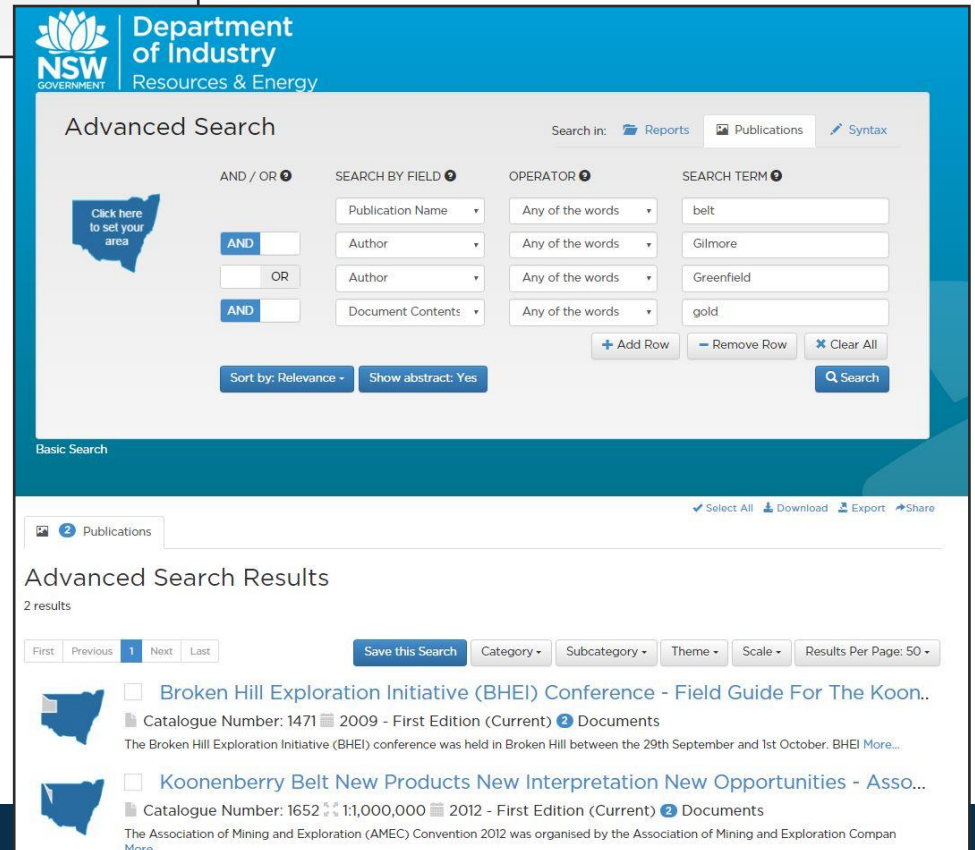 Department
of Industry
NSW
GOVERNMENT
Resources & Energy
Advanced Search
Search in: Reports Publications Syntax
AND / OR SEARCH BY FIELD OPERATOR SEARCH TERM
Click here
to set your
area
Publication Name Any of the words belt
AND Author Any of the words Gilmore
OR Author Any of the words Greenfield
AND Document Contents Any of the words gold
+ Add Row − Remove Row Clear All
Sort by: Relevance Show abstract: Yes Search
Basic Search
Select All Download Export Share
2 Publications
Advanced Search Results
2 results
First Previous 1 Next Last Save this Search Category Subcategory Theme Scale Results Per Page: 50
Broken Hill Exploration Initiative (BHEI) Conference - Field Guide For The Koon..
Catalogue Number: 1471 2009 - First Edition (Current) 2 Documents
The Broken Hill Exploration Initiative (BHEI) conference was held in Broken Hill between the 29th September and 1st October. BHEI More...
Koonenberry Belt New Products New Interpretation New Opportunities - Asso...
Catalogue Number: 1652 1:1,000,000 2012 - First Edition (Current) 2 Documents
The Association of Mining and Exploration (AMEC) Convention 2012 was organised by the Association of Mining and Exploration Compan
More...